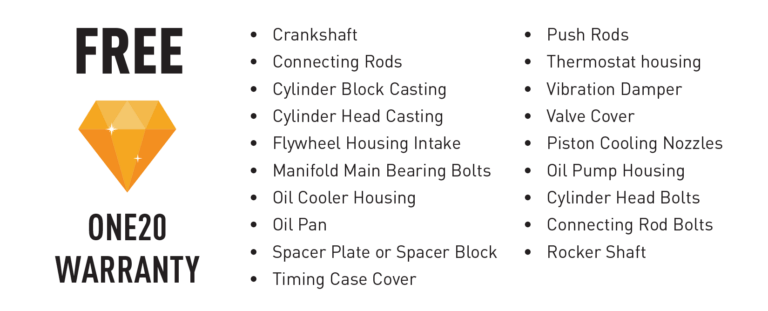 FREE
ONE20
WARRANTY
• Crankshaft
• Connecting Rods
• Cylinder Block Casting
• Cylinder Head Casting
• Flywheel Housing Intake
• Manifold Main Bearing Bolts
• Oil Cooler Housing
• Oil Pan
• Spacer Plate or Spacer Block
• Timing Case Cover
• Push Rods
• Thermostat housing
• Vibration Damper
• Valve Cover
• Piston Cooling Nozzles
• Oil Pump Housing
• Cylinder Head Bolts
• Connecting Rod Bolts
• Rocker Shaft